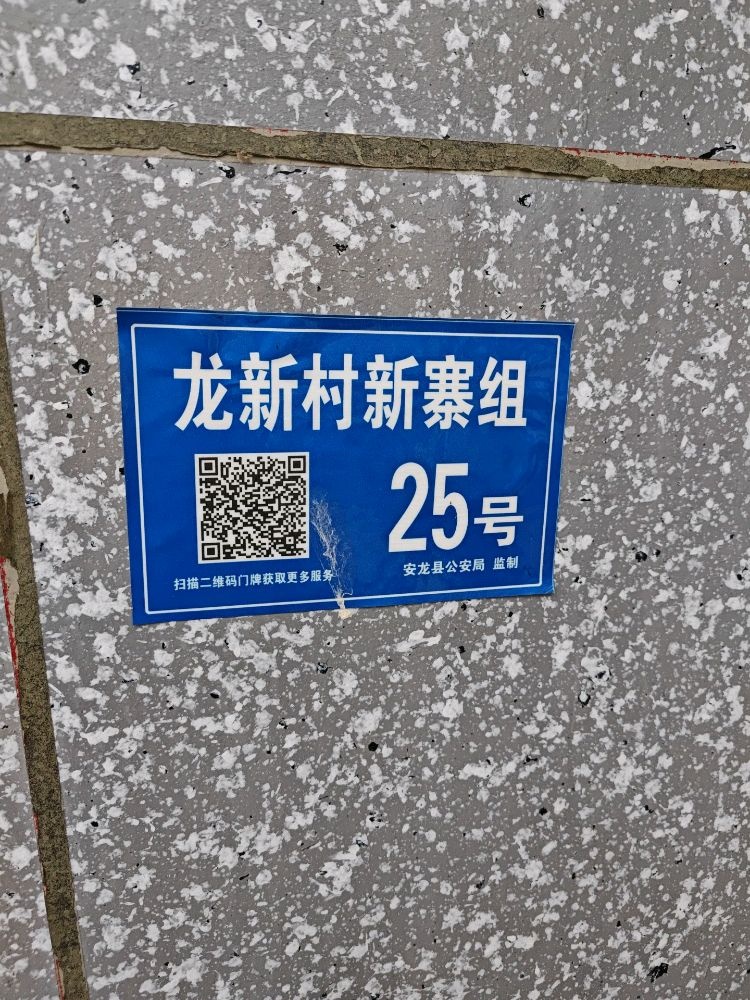 龙新村新寨组
25号
扫描二维码门牌获取更多服务
安龙县公安局 监制